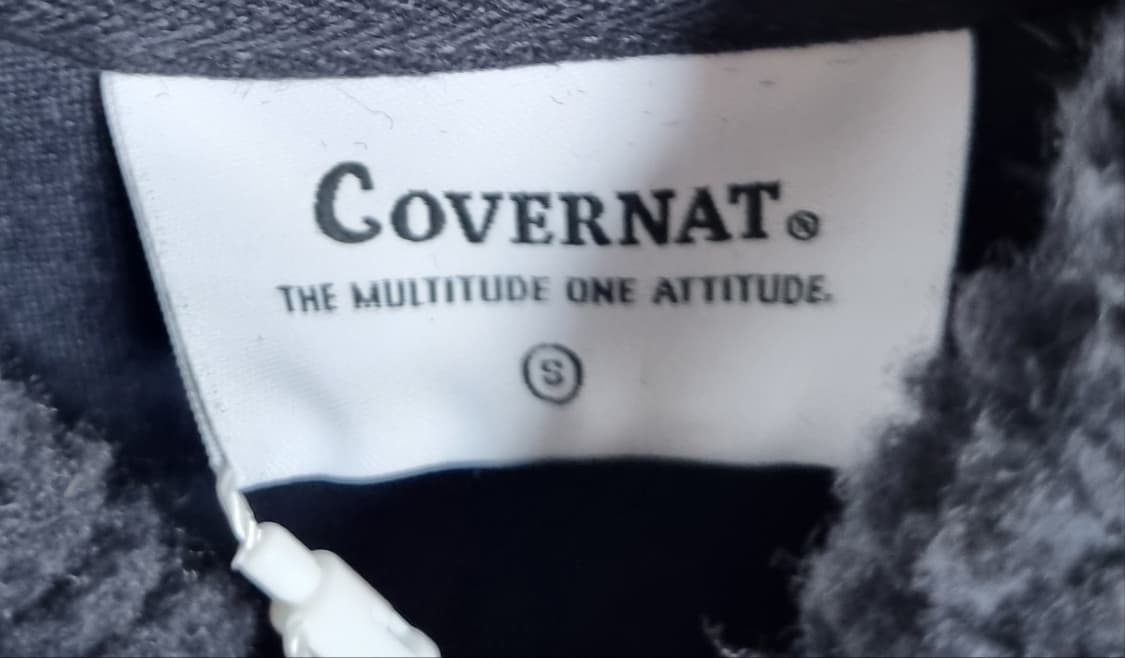 COVERNAT®
THE MULTITUDE ONE ATTITUDE.
S